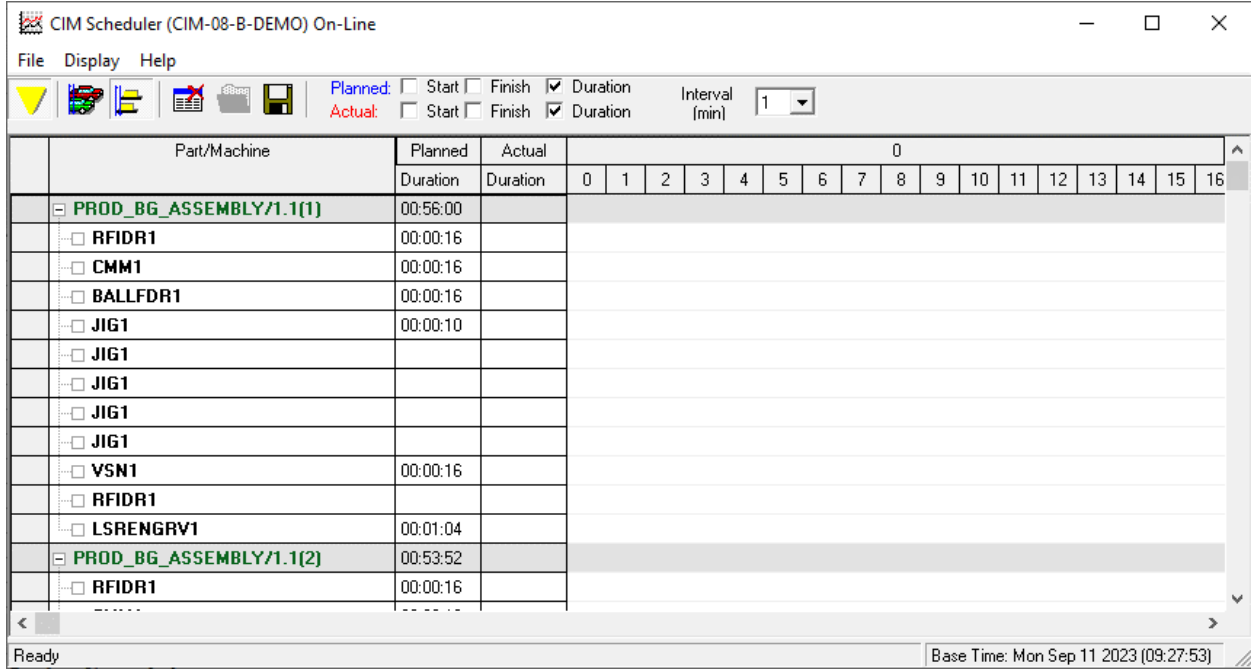 CIM Scheduler (CIM-08-B-DEMO) On-Line
File Display Help
Planned: Start Finish Duration
Actual: Start Finish Duration
Interval (min) 1
Part/Machine Planned Actual 0
Duration Duration 0 1 2 3 4 5 6 7 8 9 10 11 12 13 14 15 16
PROD_BG_ASSEMBLY/1.1(1) 00:56:00
RFIDR1 00:00:16
CMM1 00:00:16
BALLFDR1 00:00:16
JIG1 00:00:10
JIG1
JIG1
JIG1
JIG1
VSN1 00:00:16
RFIDR1
LSRENGRV1 00:01:04
PROD_BG_ASSEMBLY/1.1(2) 00:53:52
RFIDR1 00:00:16
Ready Base Time: Mon Sep 11 2023 (09:27:53)